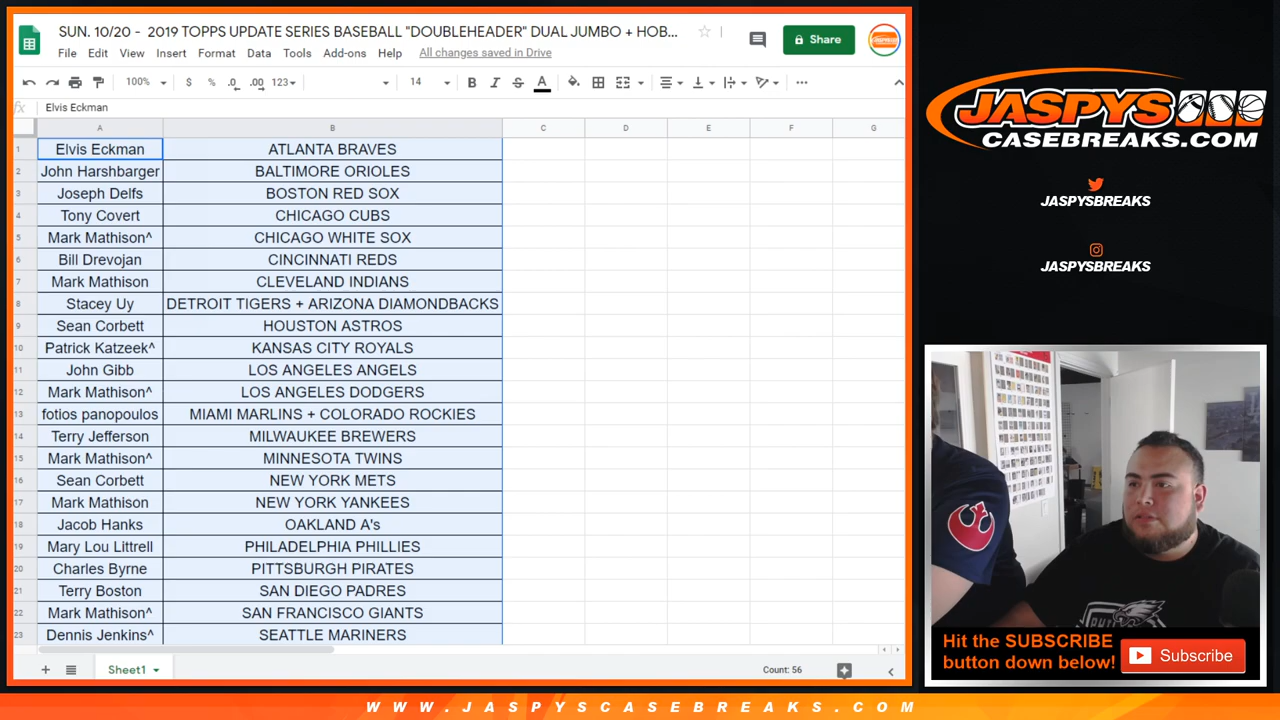 SUN. 10/20 - 2019 TOPPS UPDATE SERIES BASEBALL "DOUBLEHEADER" DUAL JUMBO + HOB...
File Edit View Insert Format Data Tools Add-ons Help All changes saved in Drive
Share
100% $ % .0 .00 123 14 B I S A
fx Elvis Eckman
A B C D E F G
1 Elvis Eckman ATLANTA BRAVES
2 John Harshbarger BALTIMORE ORIOLES
3 Joseph Delfs BOSTON RED SOX
4 Tony Covert CHICAGO CUBS
5 Mark Mathison^ CHICAGO WHITE SOX
6 Bill Drevojan CINCINNATI REDS
7 Mark Mathison CLEVELAND INDIANS
8 Stacey Uy DETROIT TIGERS + ARIZONA DIAMONDBACKS
9 Sean Corbett HOUSTON ASTROS
10 Patrick Katzeek^ KANSAS CITY ROYALS
11 John Gibb LOS ANGELES ANGELS
12 Mark Mathison^ LOS ANGELES DODGERS
13 fotios panopoulos MIAMI MARLINS + COLORADO ROCKIES
14 Terry Jefferson MILWAUKEE BREWERS
15 Mark Mathison^ MINNESOTA TWINS
16 Sean Corbett NEW YORK METS
17 Mark Mathison NEW YORK YANKEES
18 Jacob Hanks OAKLAND A's
19 Mary Lou Littrell PHILADELPHIA PHILLIES
20 Charles Byrne PITTSBURGH PIRATES
21 Terry Boston SAN DIEGO PADRES
22 Mark Mathison^ SAN FRANCISCO GIANTS
23 Dennis Jenkins^ SEATTLE MARINERS
Sheet1
Count: 56
JASPYS
CASEBREAKS.COM
JASPYSBREAKS
JASPYSBREAKS
Hit the SUBSCRIBE
button down below!
Subscribe
WWW.JASPYSCASEBREAKS.COM